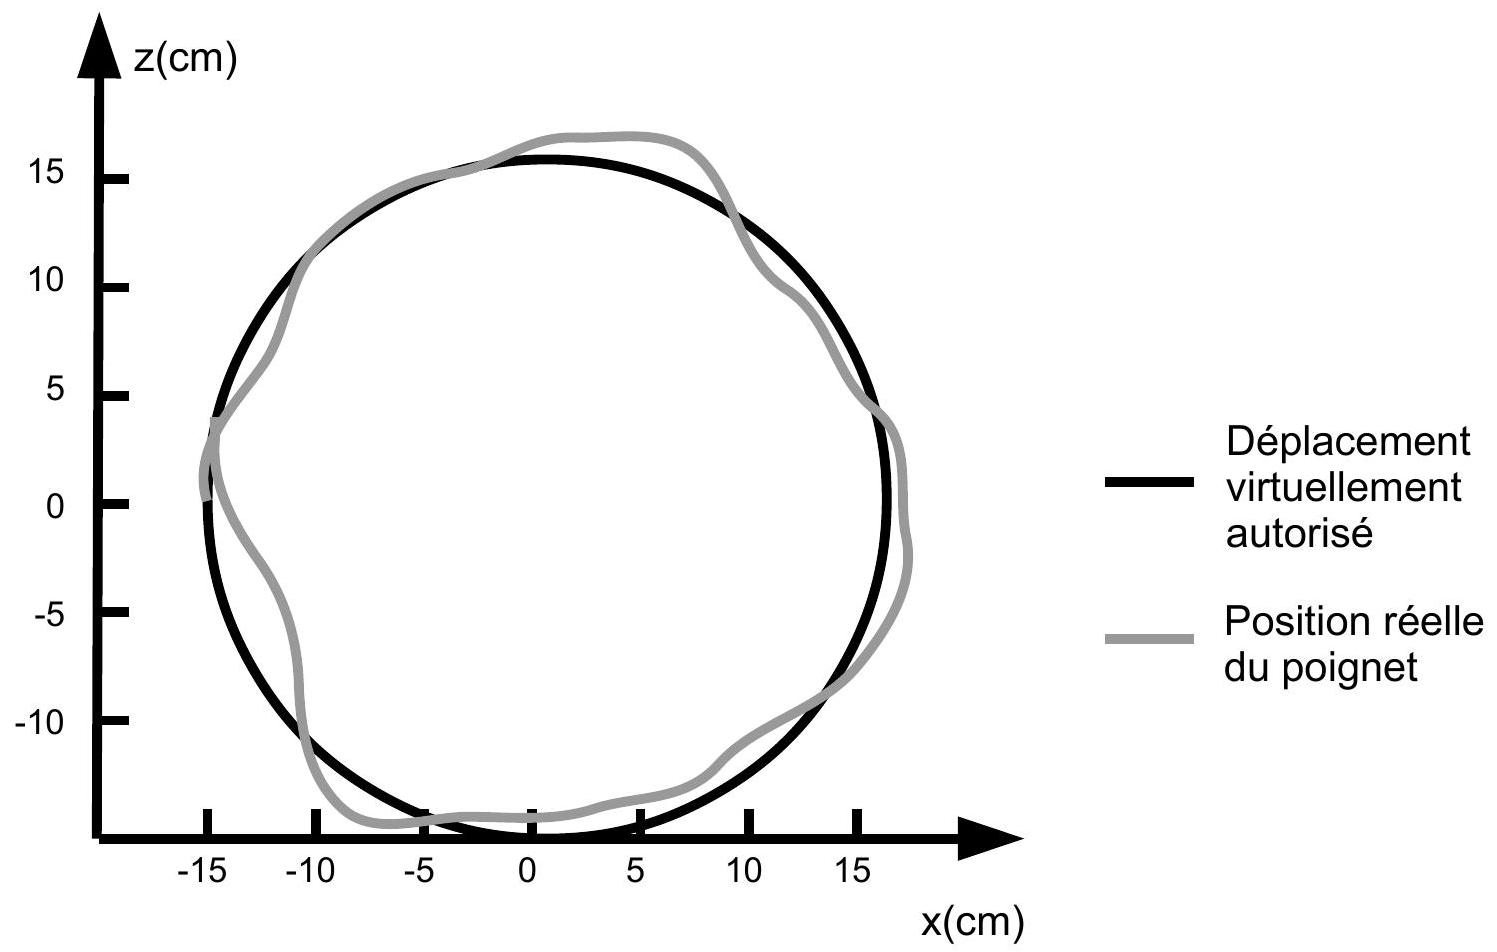 z(cm)
15
10
5
0
-5
-10
-15 -10 -5 0 5 10 15
x(cm)
Déplacement
virtuellement
autorisé
Position réelle
du poignet